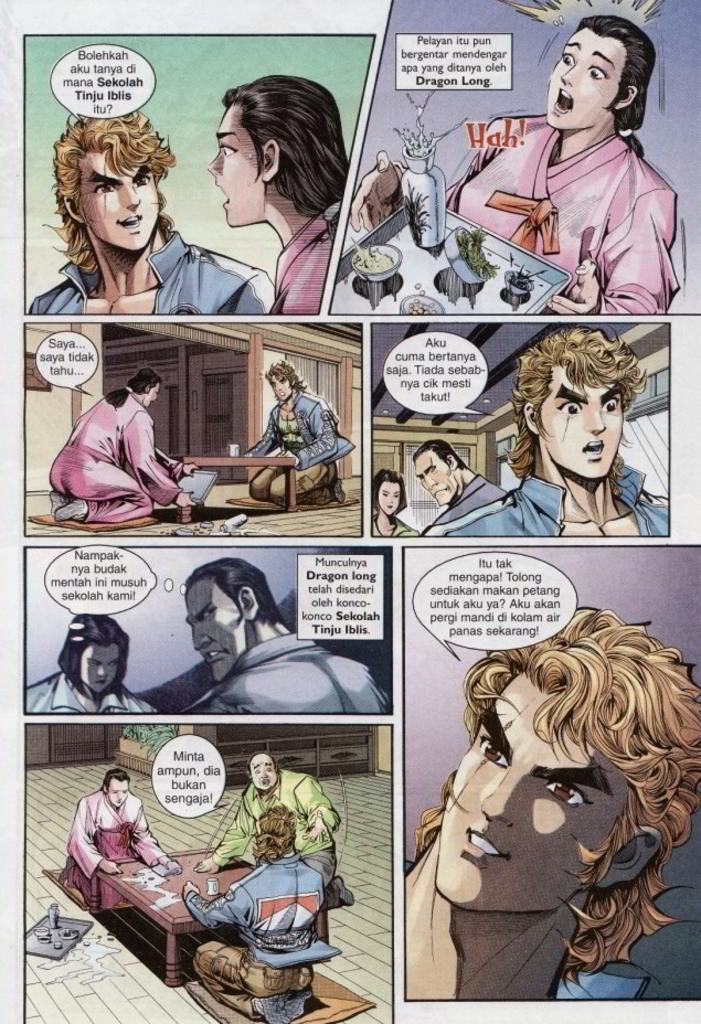 Bolehkah
aku tanya di
mana Sekolah
Tinju Iblis
itu?
Pelayan itu pun
bergentar mendengar
apa yang ditanya oleh
Dragon Long.
Hah!
Saya...
saya tidak
tahu...
Aku
cuma bertanya
saja. Tiada sebab-
nya cik mesti
takut!
Nampak-
nya budak
mentah ini musuh
sekolah kami!
Munculnya
Dragon long
telah disedari
oleh konco-
konco Sekolah
Tinju Iblis.
Minta
ampun, dia
bukan
sengaja!
Itu tak
mengapa! Tolong
sediakan makan petang
untuk aku ya? Aku akan
pergi mandi di kolam air
panas sekarang!